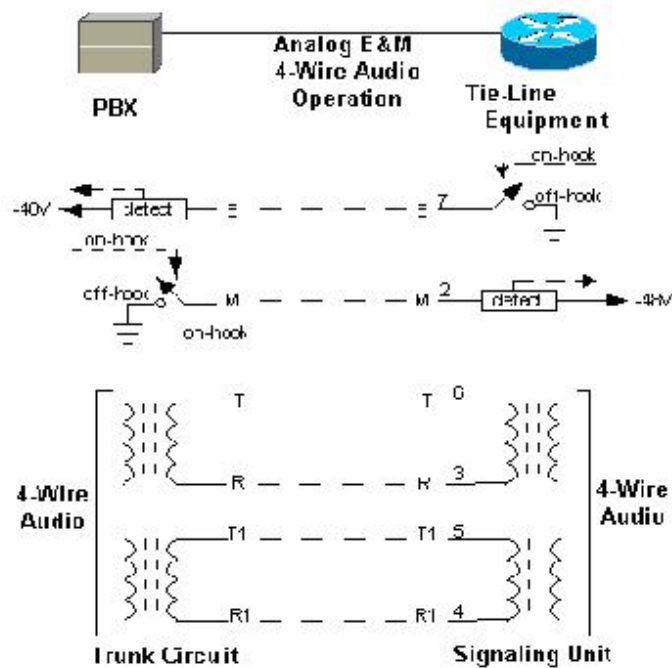 Analog E&M
4-Wire Audio
Operation
PBX
Tie-Line
Equipment
on-hook
-40V detect E E 7 off-hook
on-hook
off-hook M M 2 detect -48V
on-hook
T T 6
R R 3
4-Wire
Audio
4-Wire
Audio
T1 T1 5
R1 R1 4
Trunk Circuit Signaling Unit